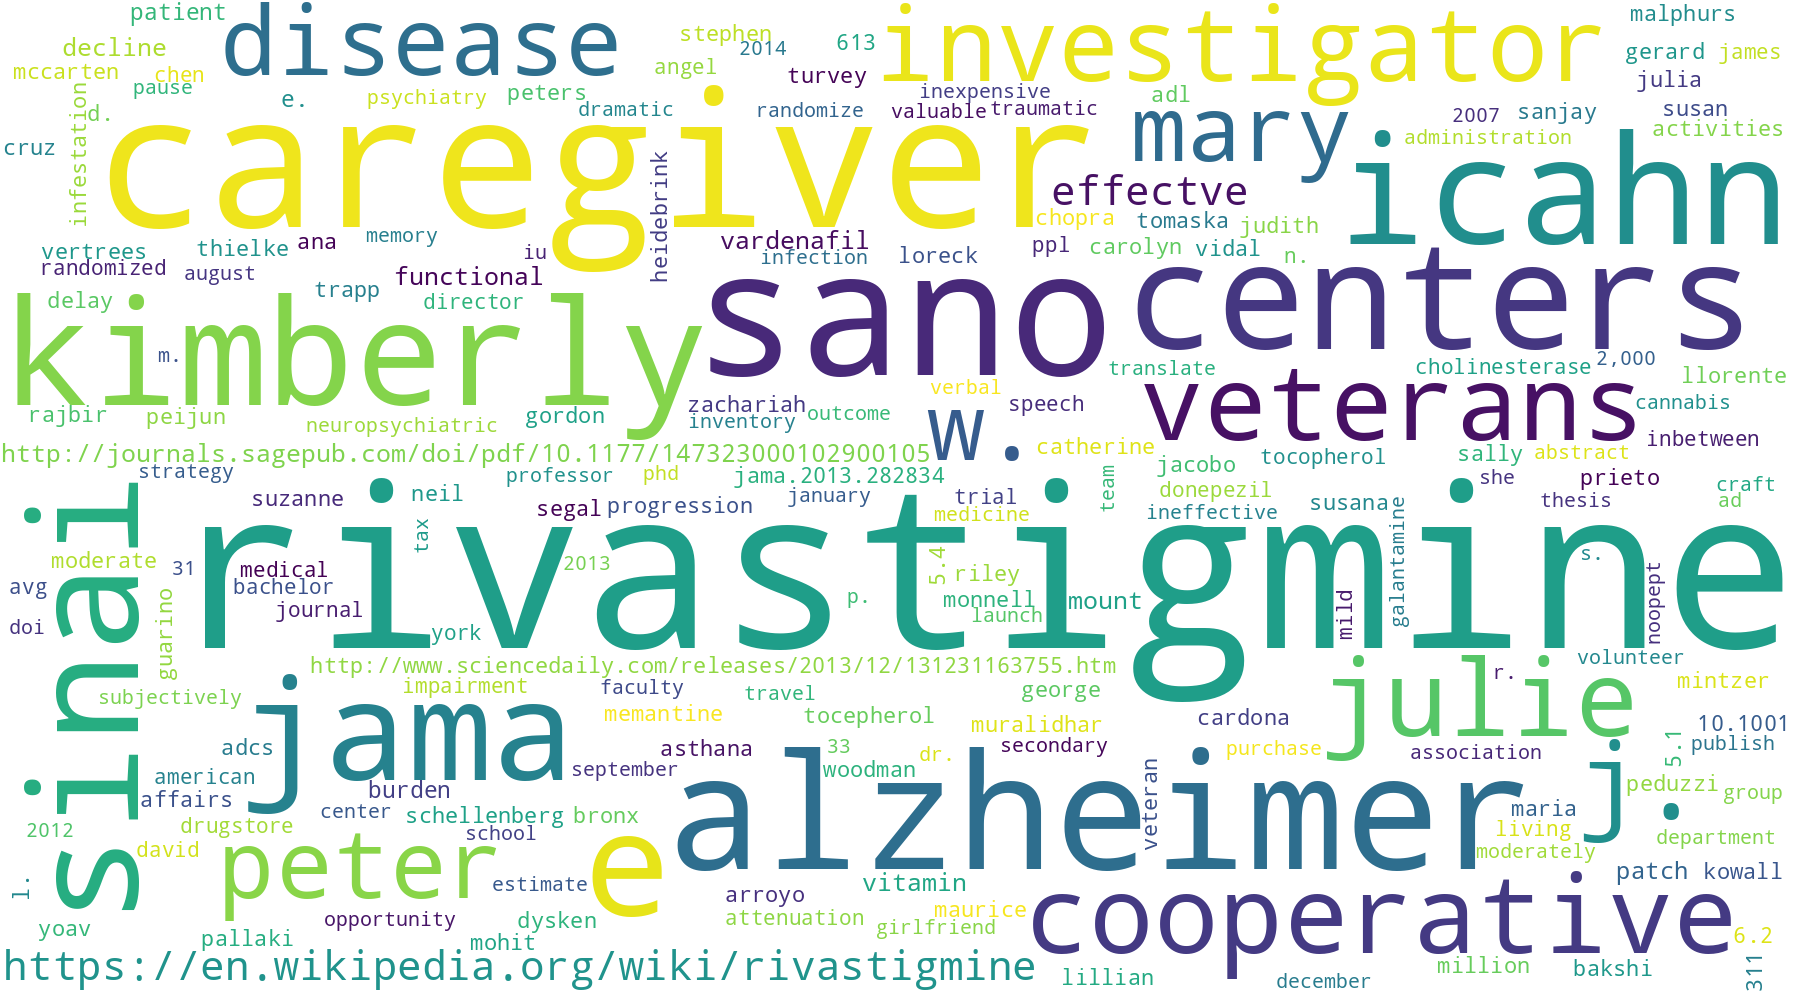 patient
disease
stephen
2014
613
investigator
malphurs
decline
mccarten
chen
pause
angel
turvey
gerard
james
julia
infestation
d.
e.
psychiatry
peters
dramatic
randomize
inexpensive
valuable
traumatic
adl
mary
2007
sanjay
susan
administration
activities
cruz
caregiver
heidebrink
effectve
icahn
chopra
tomaska
judith
vertrees
thielke
ana
memory
iu
vardenafil
infection
loreck
ppl
carolyn
vidal
n.
randomized
august
functional
trapp
director
delay
kimberly
m.
sano
centers
translate
cholinesterase
2,000
llorente
rajbir
peijun
neuropsychiatric
gordon
zachariah
inventory
outcome
verbal
w.
speech
veterans
cannabis
inbetween
http://journals.sagepub.com/doi/pdf/10.1177/147323000102900105
catherine
jacobo
tocopherol
sally
abstract
strategy
professor
phd
jama.2013.282834
team
donepezil
she
prieto
craft
suzanne
neil
segal
progression
january
trial
medicine
ineffective
susanae
galantamine
thesis
ad
sinai
tax
rivastigmine
moderate
31
medical
2013
5.4
riley
s.
avg
bachelor
journal
p.
monnell
launch
mount
mild
noopept
doi
guarino
york
http://www.sciencedaily.com/releases/2013/12/131231163755.htm
julie
volunteer
r.
mintzer
subjectively
impairment
faculty
travel
george
memantine
tocepherol
muralidhar
cardona
10.1001
jama
adcs
asthana
33
dr.
secondary
purchase
association
5.1
publish
american
september
woodman
alzheimer
veteran
j.
affairs
burden
peduzzi
group
center
schellenberg
bronx
maria
2012
drugstore
school
living
department
david
peter
e
moderately
l.
estimate
arroyo
vitamin
patch
kowall
opportunity
dysken
attenuation
maurice
girlfriend
cooperative
yoav
pallaki
mohit
6.2
https://en.wikipedia.org/wiki/rivastigmine
lillian
december
million
bakshi
311